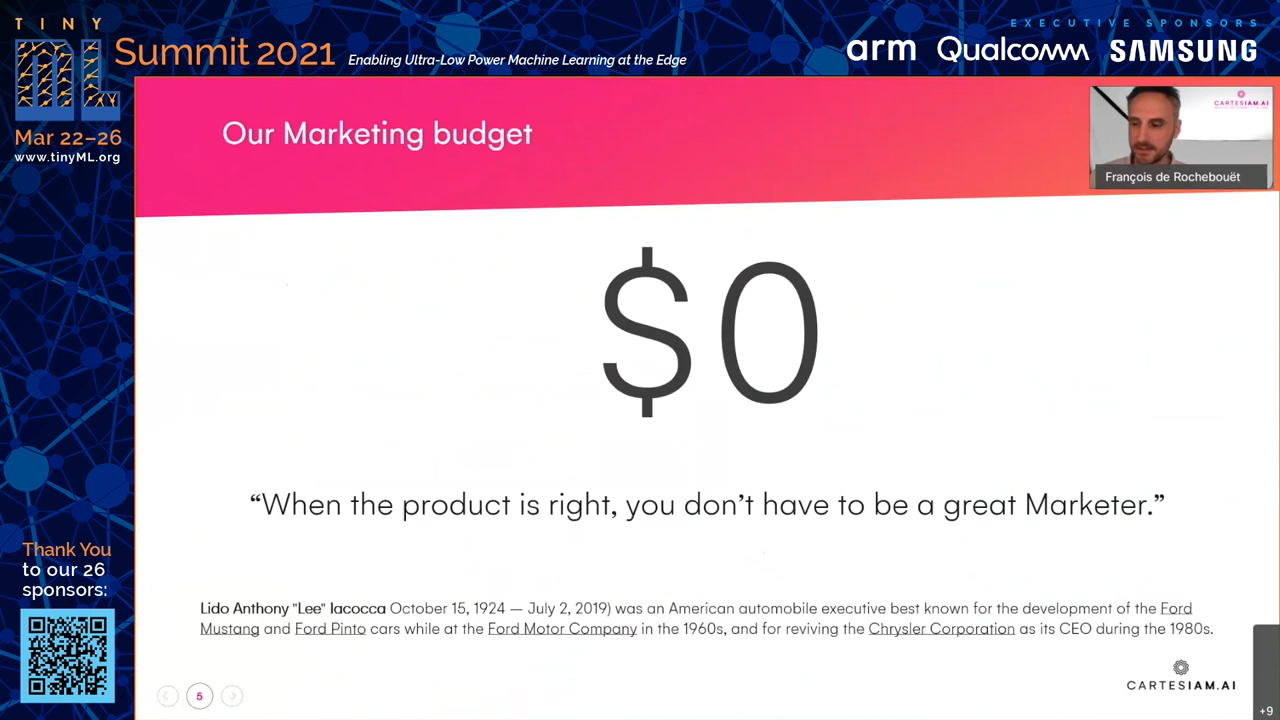 TINY
ML
Summit 2021
Enabling Ultra-Low Power Machine Learning at the Edge
Mar 22–26
www.tinyML.org
EXECUTIVE SPONSORS
arm Qualcomm SAMSUNG
Our Marketing budget
CARTESIAM.AI
François de Rochebouët
$0
“When the product is right, you don’t have to be a great Marketer.”
Lido Anthony "Lee" Iacocca October 15, 1924 — July 2, 2019) was an American automobile executive best known for the development of the Ford
Mustang and Ford Pinto cars while at the Ford Motor Company in the 1960s, and for reviving the Chrysler Corporation as its CEO during the 1980s.
Thank You
to our 26
sponsors:
5
CARTESIAM.AI
+9